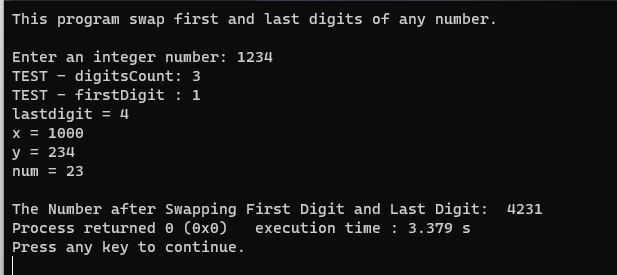 This program swap first and last digits of any number.
Enter an integer number: 1234
TEST - digitsCount: 3
TEST - firstDigit : 1
lastdigit = 4
x = 1000
y = 234
num = 23
The Number after Swapping First Digit and Last Digit:  4231
Process returned 0 (0x0)   execution time : 3.379 s
Press any key to continue.